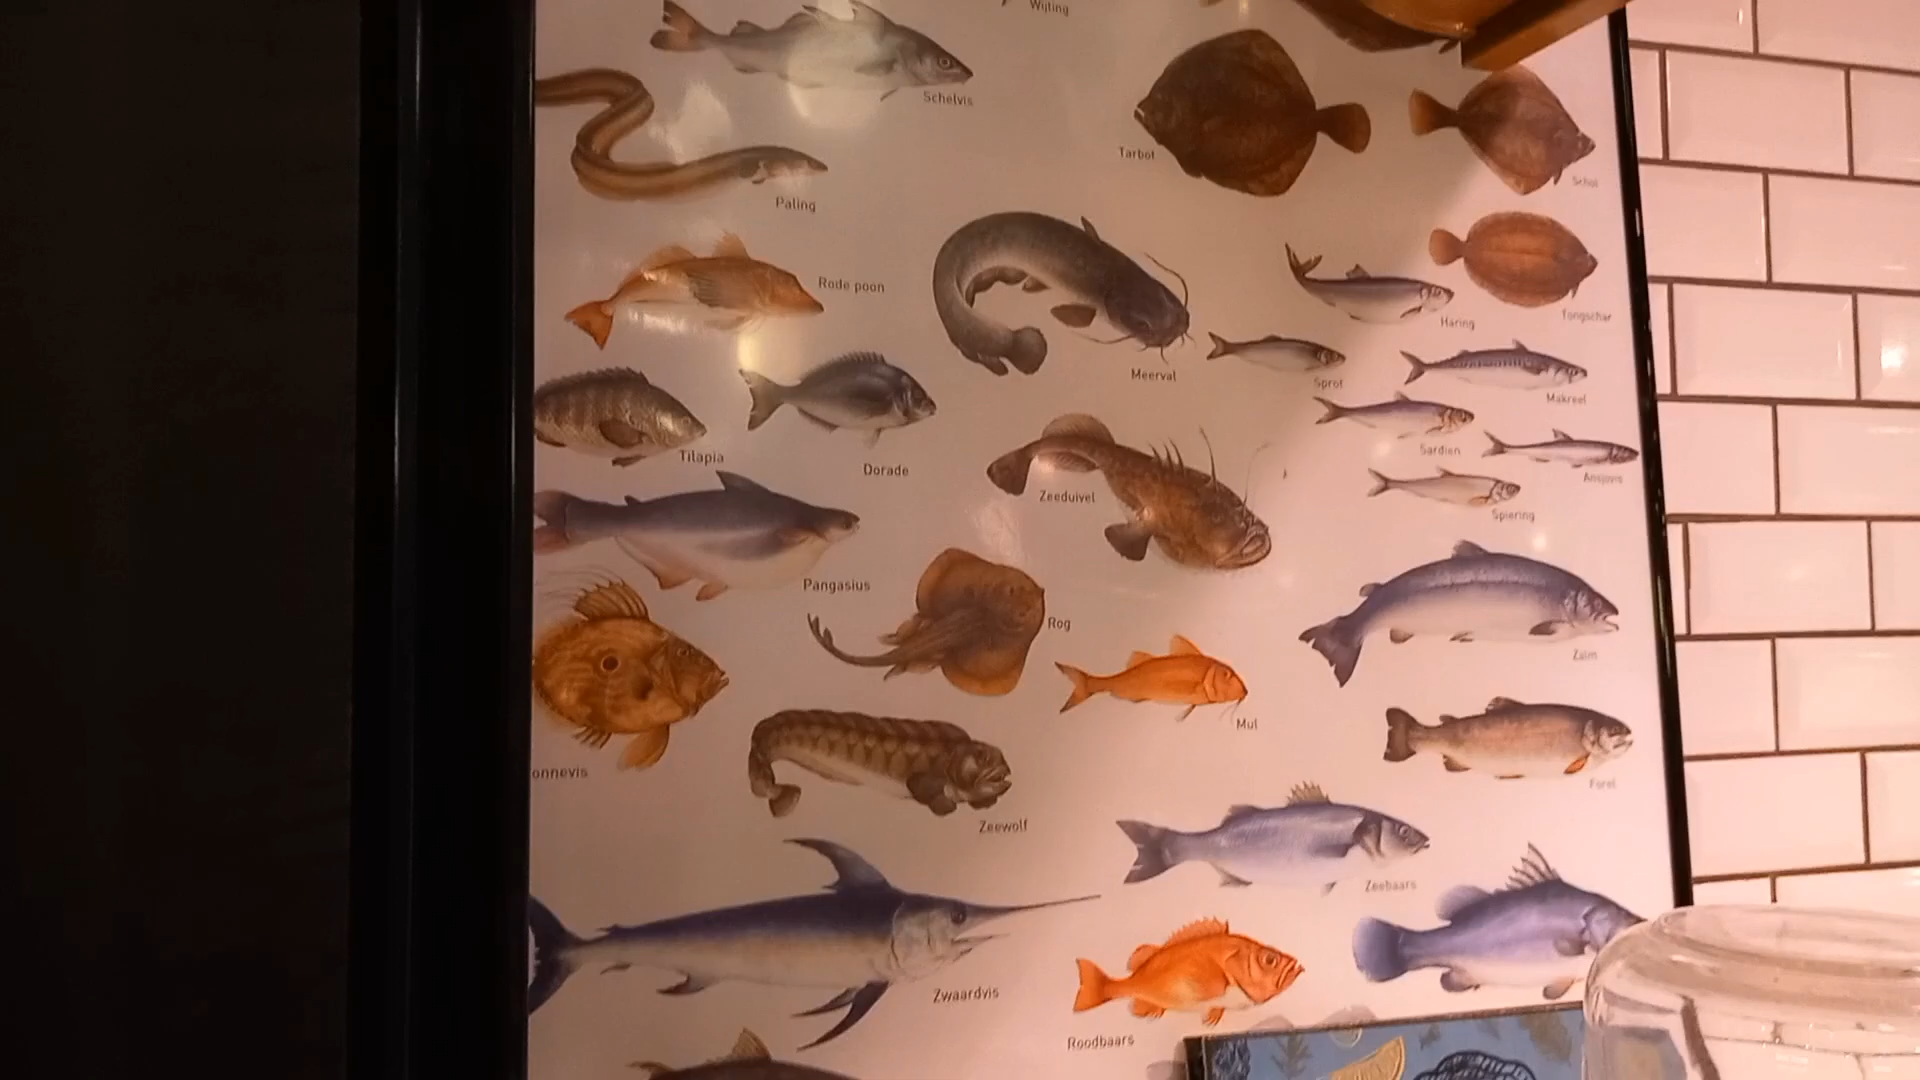 Wijting
Schelvis
Tarbot
Schol
Paling
Rode poon
Haring
Tongschar
Meerval
Sprot
Makreel
Tilapia
Dorade
Sardien
Zeeduivel
Ansjovis
Spiering
Pangasius
Rog
Zalm
Mul
onnevis
Forel
Zeewolf
Zeebaars
Zwaardvis
Roodbaars